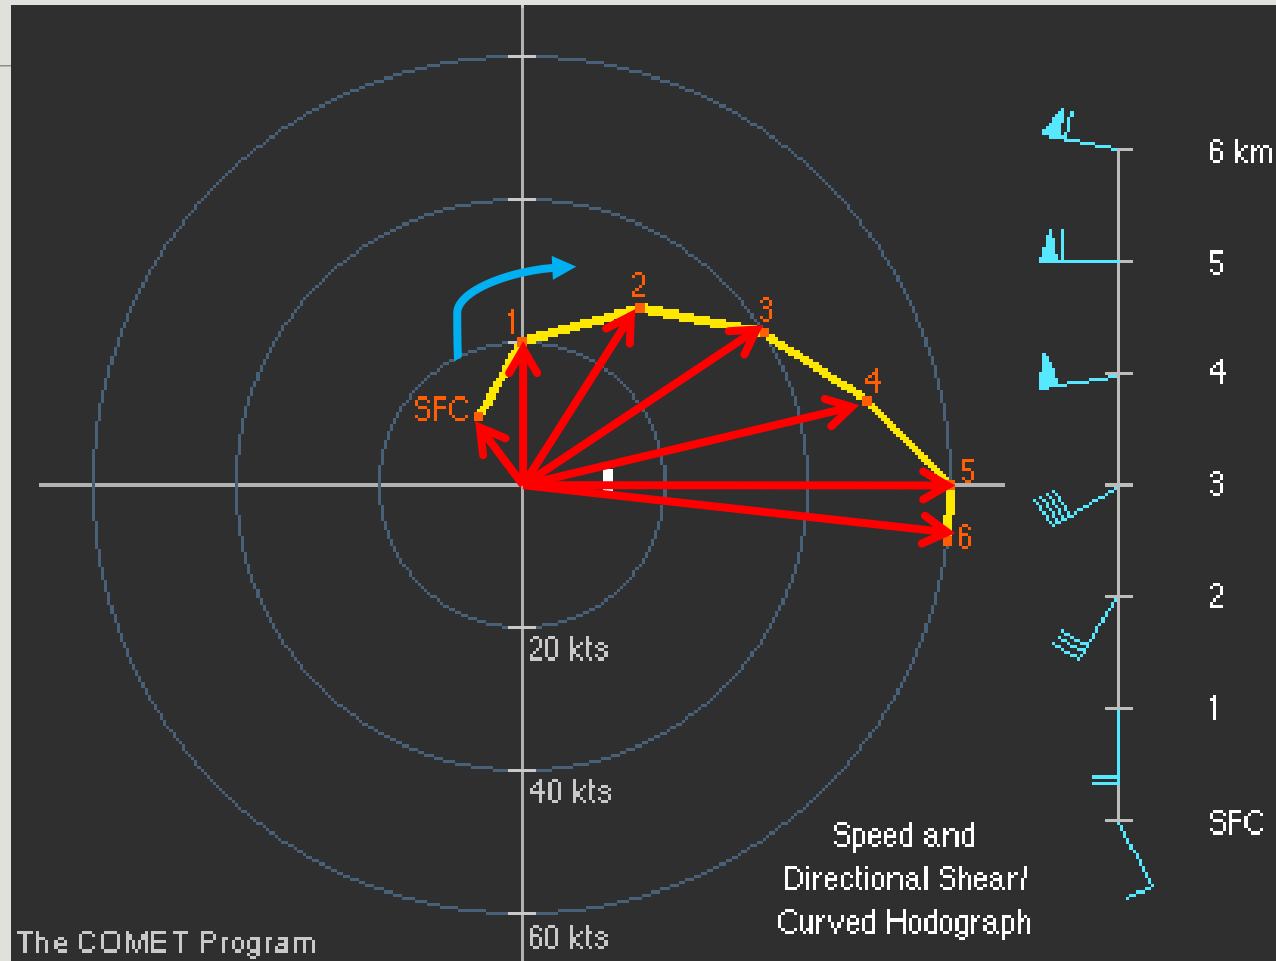 6 km
5
4
3
2
1
SFC
1
2
3
4
5
6
SFC
20 kts
40 kts
60 kts
Speed and
Directional Shear/
Curved Hodograph
The COMET Program